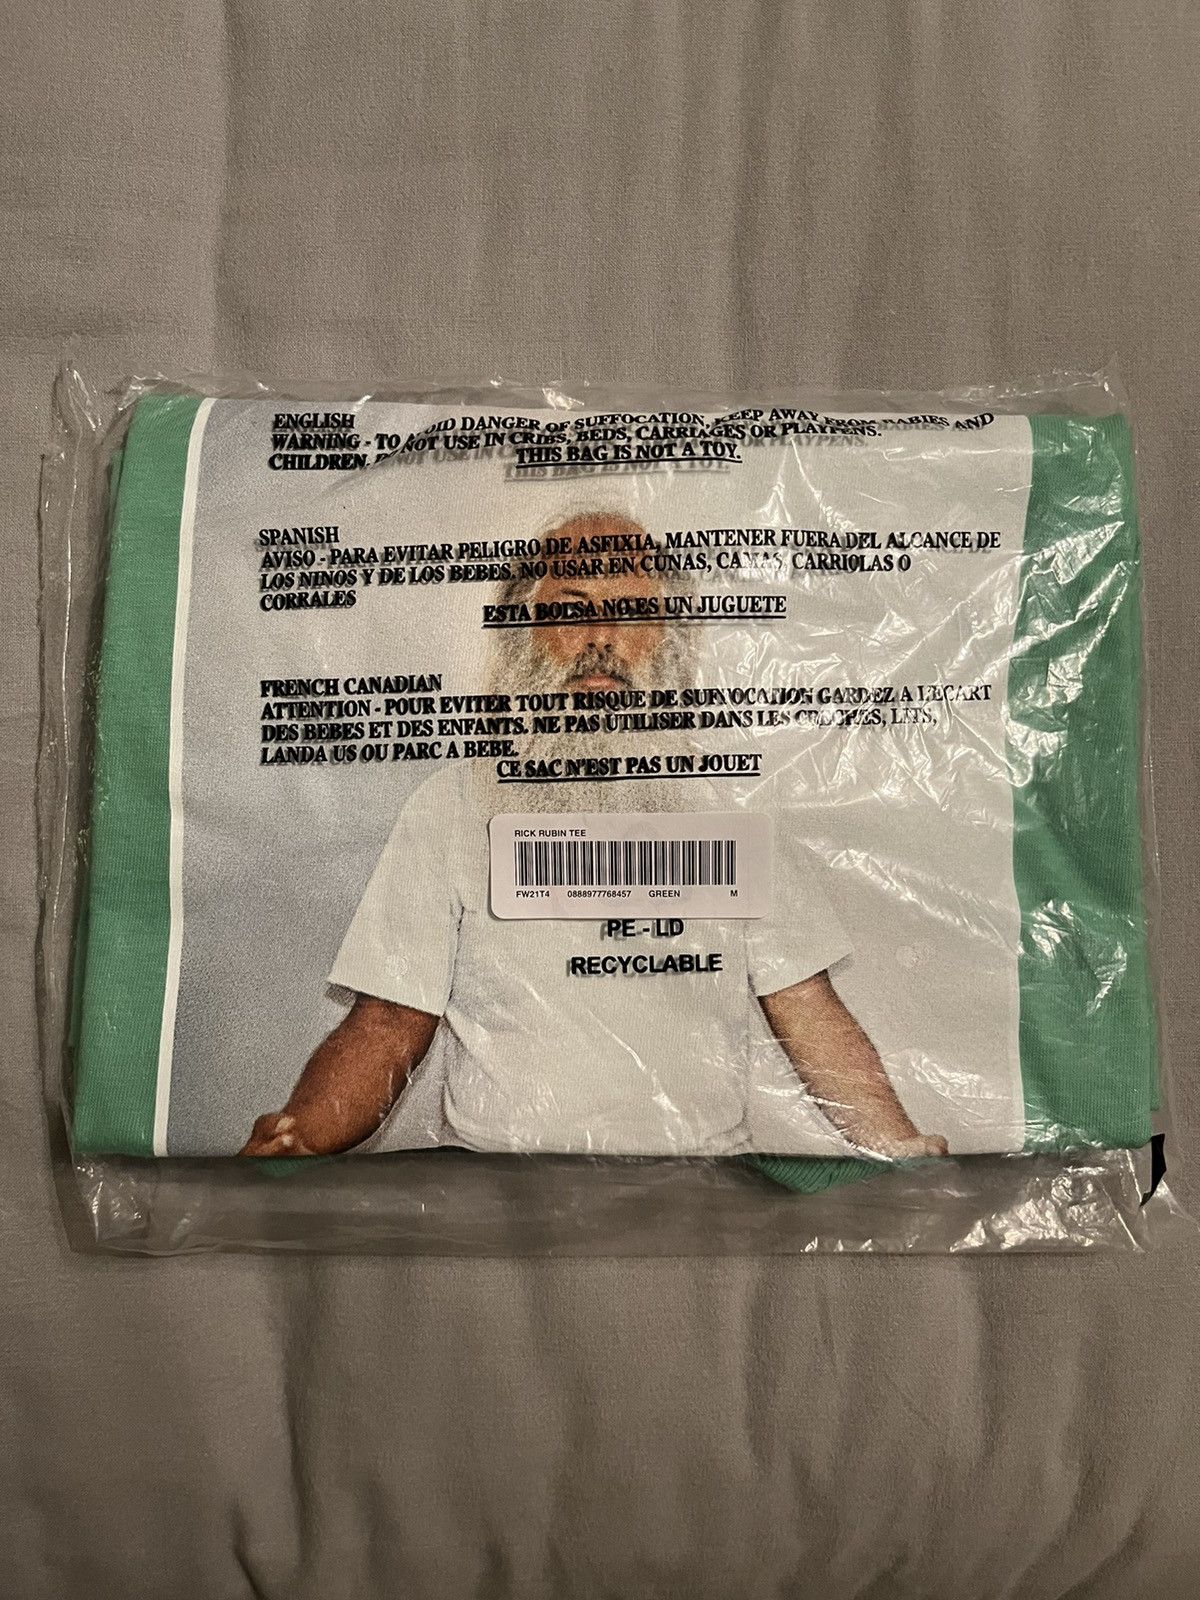 ENGLISH
WARNING - TO AVOID DANGER OF SUFFOCATION, KEEP AWAY FROM BABIES AND
CHILDREN. DO NOT USE IN CRIBS, BEDS, CARRIAGES OR PLAYPENS.
THIS BAG IS NOT A TOY.
SPANISH
AVISO - PARA EVITAR PELIGRO DE ASFIXIA, MANTENER FUERA DEL ALCANCE DE
LOS NINOS Y DE LOS BEBES. NO USAR EN CUNAS, CAMAS, CARRIOLAS O
CORRALES
ESTA BOLSA NO ES UN JUGUETE
FRENCH CANADIAN
ATTENTION - POUR EVITER TOUT RISQUE DE SUFFOCATION GARDEZ A L'ECART
DES BEBES ET DES ENFANTS. NE PAS UTILISER DANS LES CRECHES, LITS,
LANDA US OU PARC A BEBE.
CE SAC N'EST PAS UN JOUET
RICK RUBIN TEE
FW21T4 0888977768457 GREEN M
PE - LD
RECYCLABLE